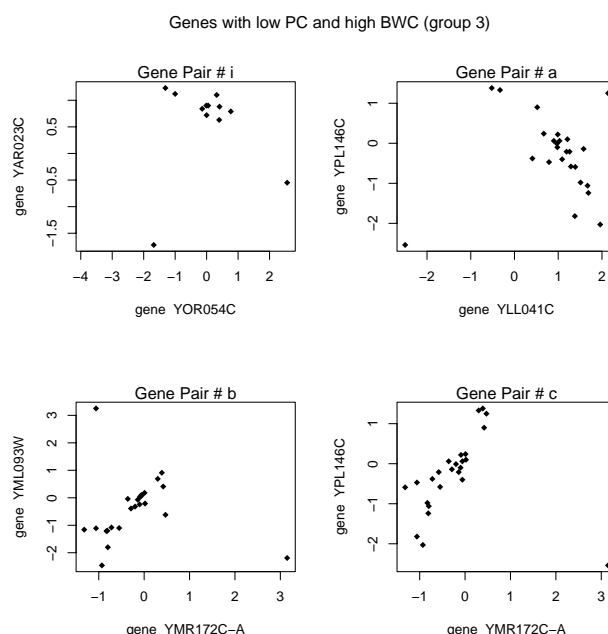 Genes with low PC and high BWC (group 3)
Gene Pair # i
gene YAR023C
0.5
−0.5
−1.5
−4 −3 −2 −1 0 1 2
gene YOR054C
Gene Pair # a
gene YPL146C
1
0
−1
−2
−2 −1 0 1 2
gene YLL041C
Gene Pair # b
gene YML093W
3
2
1
0
−1
−2
−1 0 1 2 3
gene YMR172C−A
Gene Pair # c
gene YPL146C
1
0
−1
−2
−1 0 1 2 3
gene YMR172C−A